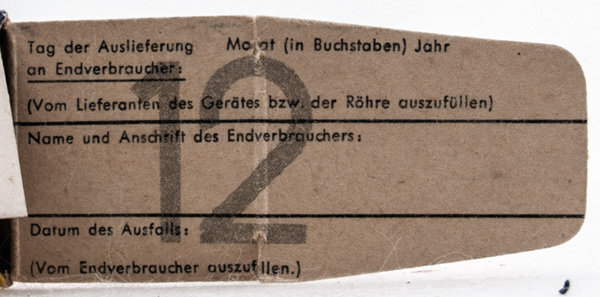 Tag der Auslieferung Monat (in Buchstaben) Jahr
an Endverbraucher:
(Vom Lieferanten des Gerätes bzw. der Röhre auszufüllen)
Name und Anschrift des Endverbrauchers:
12
Datum des Ausfalls:
(Vom Endverbraucher auszufüllen.)